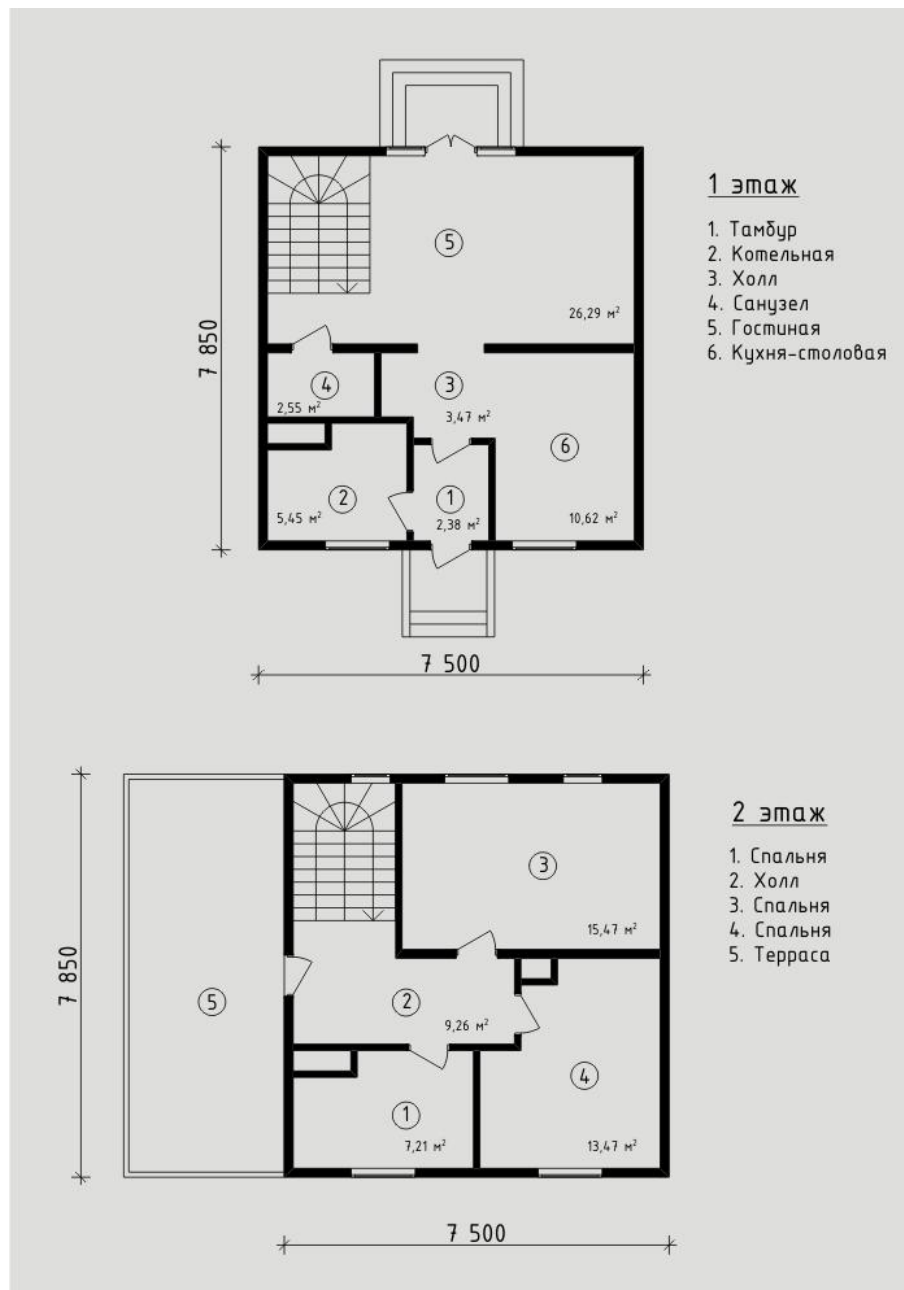 1 этаж
1. Тамбур
2. Котельная
3. Холл
4. Санузел
5. Гостиная
6. Кухня-столовая
7 850
5
26,29 м²
4
2,55 м²
3
3,47 м²
6
10,62 м²
2
5,45 м²
1
2,38 м²
7 500
2 этаж
1. Спальня
2. Холл
3. Спальня
4. Спальня
5. Терраса
7 850
3
15,47 м²
5
2
9,26 м²
4
13,47 м²
1
7,21 м²
7 500